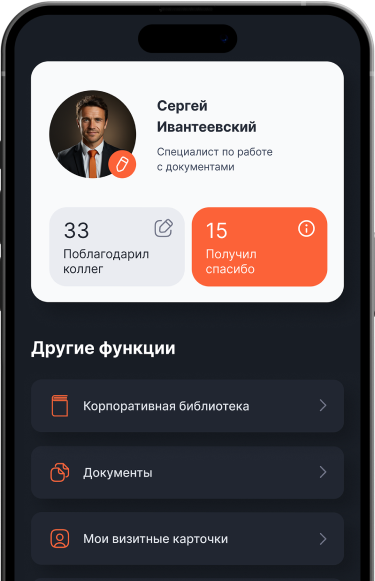 Сергей
Ивантеевский
Специалист по работе
с документами
33
Поблагодарил
коллег
15
Получил
спасибо
Другие функции
Корпоративная библиотека
Документы
Мои визитные карточки